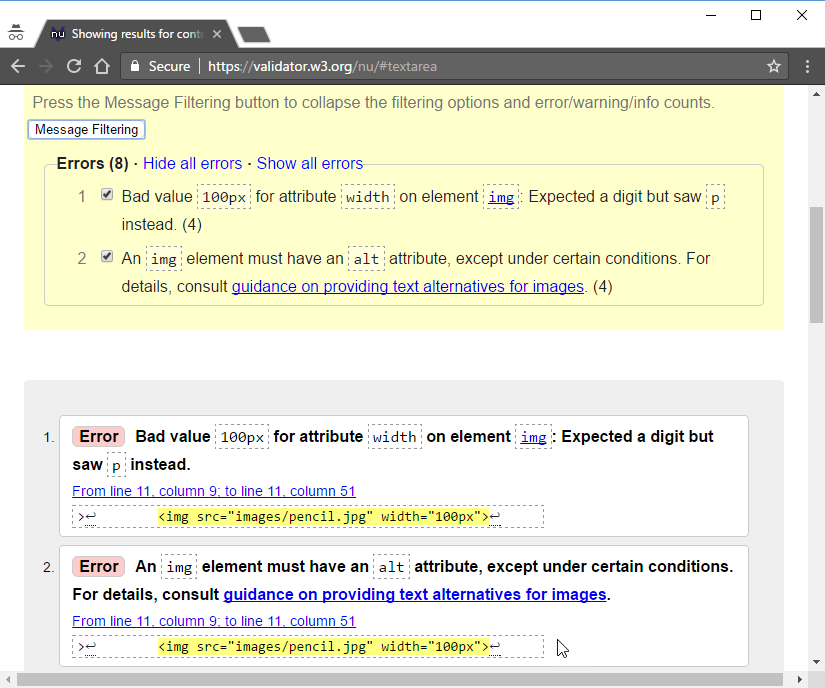 nu Showing results for cont
Secure https://validator.w3.org/nu/#textarea
Press the Message Filtering button to collapse the filtering options and error/warning/info counts.
Message Filtering
Errors (8) · Hide all errors · Show all errors
1 Bad value 100px for attribute width on element img: Expected a digit but saw p
instead. (4)
2 An img element must have an alt attribute, except under certain conditions. For
details, consult guidance on providing text alternatives for images. (4)
1. Error Bad value 100px for attribute width on element img: Expected a digit but
saw p instead.
From line 11, column 9; to line 11, column 51
>↩ <img src="images/pencil.jpg" width="100px">↩
2. Error An img element must have an alt attribute, except under certain conditions.
For details, consult guidance on providing text alternatives for images.
From line 11, column 9; to line 11, column 51
>↩ <img src="images/pencil.jpg" width="100px">↩